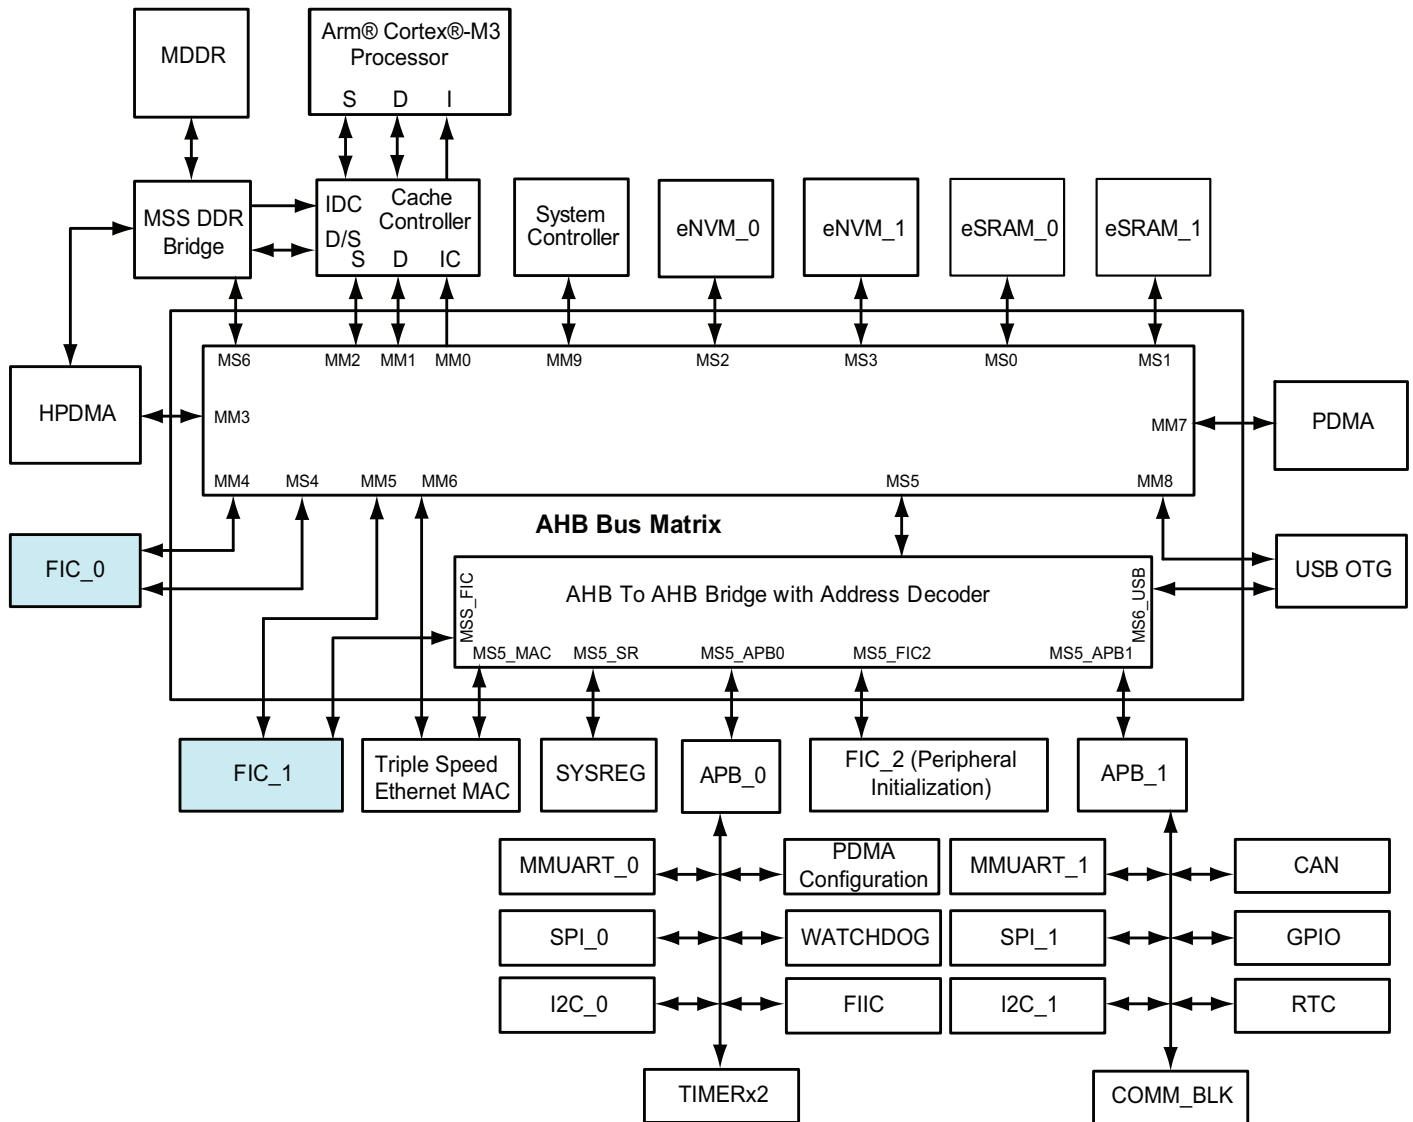 MDDR
Arm® Cortex®-M3
Processor
S D I
MSS DDR
Bridge
IDC Cache
Controller
D/S
S D IC
System
Controller
eNVM_0
eNVM_1
eSRAM_0
eSRAM_1
MS6 MM2 MM1 MM0 MM9 MS2 MS3 MS0 MS1
HPDMA
MM3
MM7
PDMA
MM4 MS4 MM5 MM6 MS5 MM8
AHB Bus Matrix
FIC_0
USB OTG
MSS_FIC
AHB To AHB Bridge with Address Decoder
MS6_USB
MS5_MAC MS5_SR MS5_APB0 MS5_FIC2 MS5_APB1
FIC_1
Triple Speed
Ethernet MAC
SYSREG
APB_0
FIC_2 (Peripheral
Initialization)
APB_1
MMUART_0
PDMA
Configuration
MMUART_1
CAN
SPI_0
WATCHDOG
SPI_1
GPIO
I2C_0
FIIC
I2C_1
RTC
TIMERx2
COMM_BLK